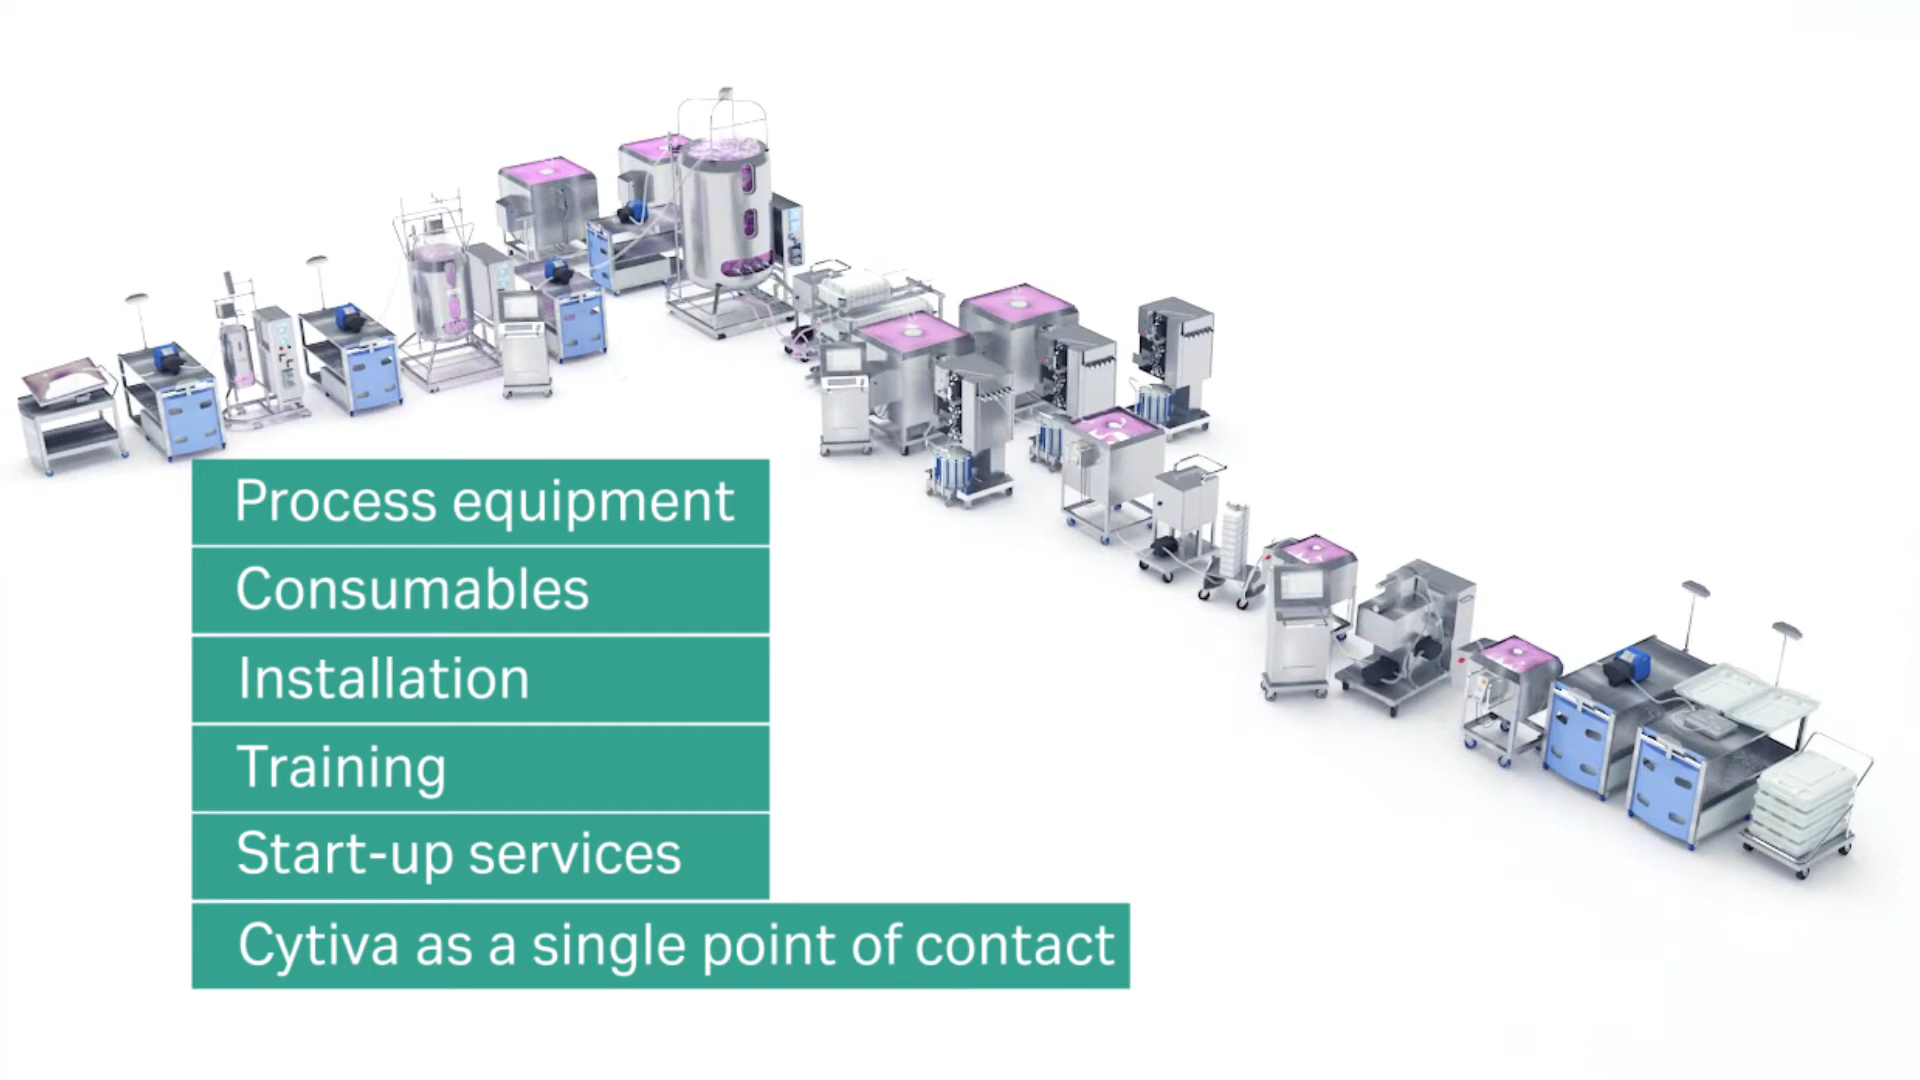 Process equipment
Consumables
Installation
Training
Start-up services
Cytiva as a single point of contact